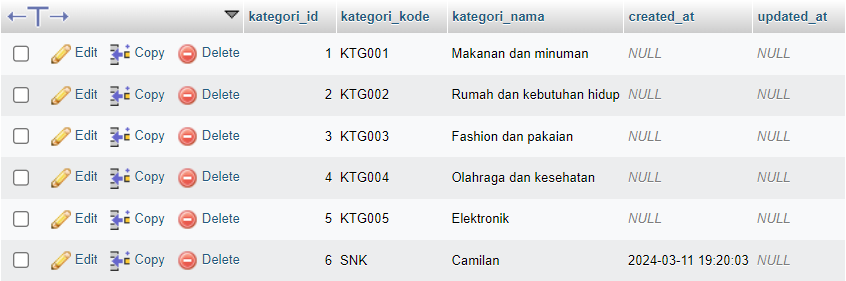 kategori_id kategori_kode kategori_nama created_at updated_at
Edit Copy Delete 1 KTG001 Makanan dan minuman NULL NULL
Edit Copy Delete 2 KTG002 Rumah dan kebutuhan hidup NULL NULL
Edit Copy Delete 3 KTG003 Fashion dan pakaian NULL NULL
Edit Copy Delete 4 KTG004 Olahraga dan kesehatan NULL NULL
Edit Copy Delete 5 KTG005 Elektronik NULL NULL
Edit Copy Delete 6 SNK Camilan 2024-03-11 19:20:03 NULL